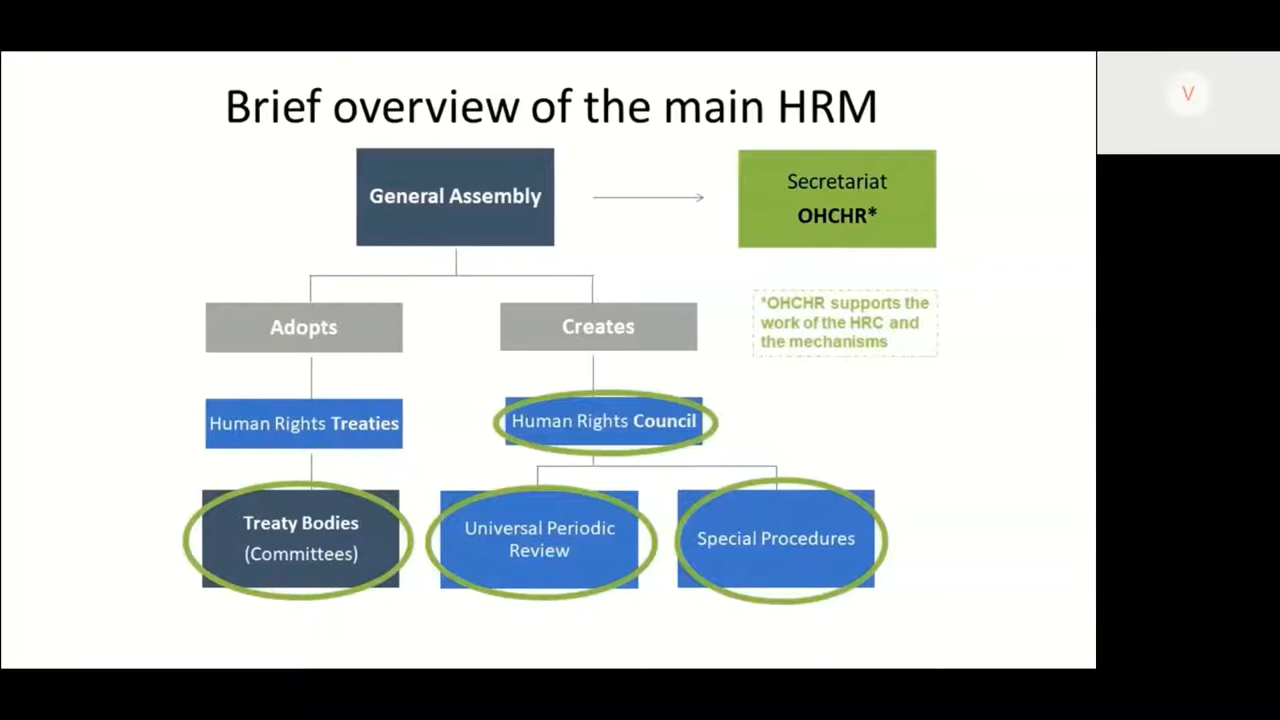 Brief overview of the main HRM
V
General Assembly
Secretariat
OHCHR*
Adopts
Creates
*OHCHR supports the
work of the HRC and
the mechanisms
Human Rights Treaties
Human Rights Council
Treaty Bodies
(Committees)
Universal Periodic
Review
Special Procedures